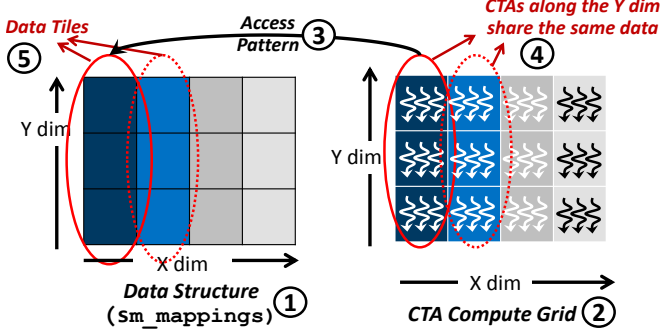 Data Tiles
5
Access
Pattern
3
CTAs along the Y dim
share the same data
4
Y dim
X dim
Data Structure
(Sm_mappings)
1
Y dim
X dim
CTA Compute Grid
2